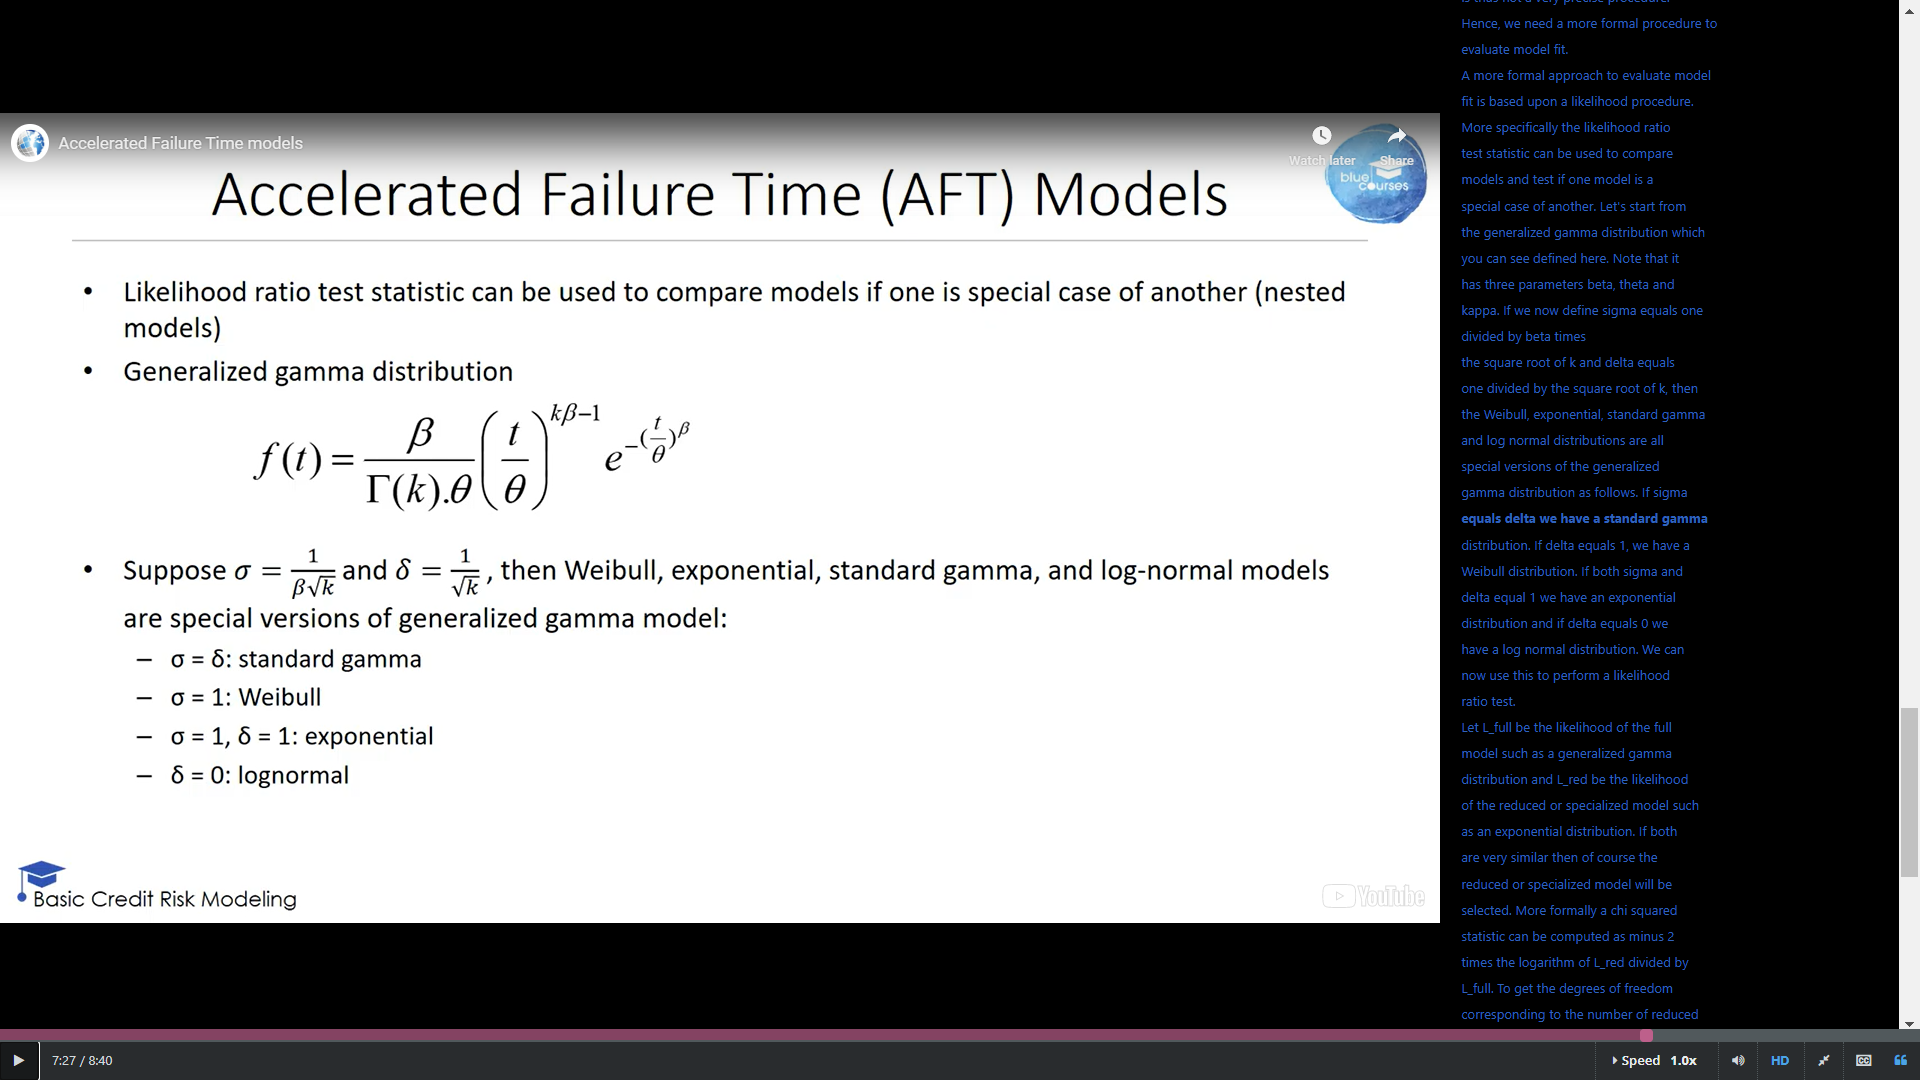 Accelerated Failure Time models
Watch later
Share
blue
courses
Accelerated Failure Time (AFT) Models
• Likelihood ratio test statistic can be used to compare models if one is special case of another (nested
models)
• Generalized gamma distribution
f(t) = β/(Γ(k).θ) (t/θ)^(kβ−1) e^(−(t/θ)^β)
• Suppose σ = 1/(β√k) and δ = 1/√k, then Weibull, exponential, standard gamma, and log-normal models
are special versions of generalized gamma model:
– σ = δ: standard gamma
– σ = 1: Weibull
– σ = 1, δ = 1: exponential
– δ = 0: lognormal
Basic Credit Risk Modeling
YouTube
Hence, we need a more formal procedure to
evaluate model fit.
A more formal approach to evaluate model
fit is based upon a likelihood procedure.
More specifically the likelihood ratio
test statistic can be used to compare
models and test if one model is a
special case of another. Let's start from
the generalized gamma distribution which
you can see defined here. Note that it
has three parameters beta, theta and
kappa. If we now define sigma equals one
divided by beta times
the square root of k and delta equals
one divided by the square root of k, then
the Weibull, exponential, standard gamma
and log normal distributions are all
special versions of the generalized
gamma distribution as follows. If sigma
equals delta we have a standard gamma
distribution. If delta equals 1, we have a
Weibull distribution. If both sigma and
delta equal 1 we have an exponential
distribution and if delta equals 0 we
have a log normal distribution. We can
now use this to perform a likelihood
ratio test.
Let L_full be the likelihood of the full
model such as a generalized gamma
distribution and L_red be the likelihood
of the reduced or specialized model such
as an exponential distribution. If both
are very similar then of course the
reduced or specialized model will be
selected. More formally a chi squared
statistic can be computed as minus 2
times the logarithm of L_red divided by
L_full. To get the degrees of freedom
corresponding to the number of reduced
7:27 / 8:40
Speed 1.0x
HD
CC